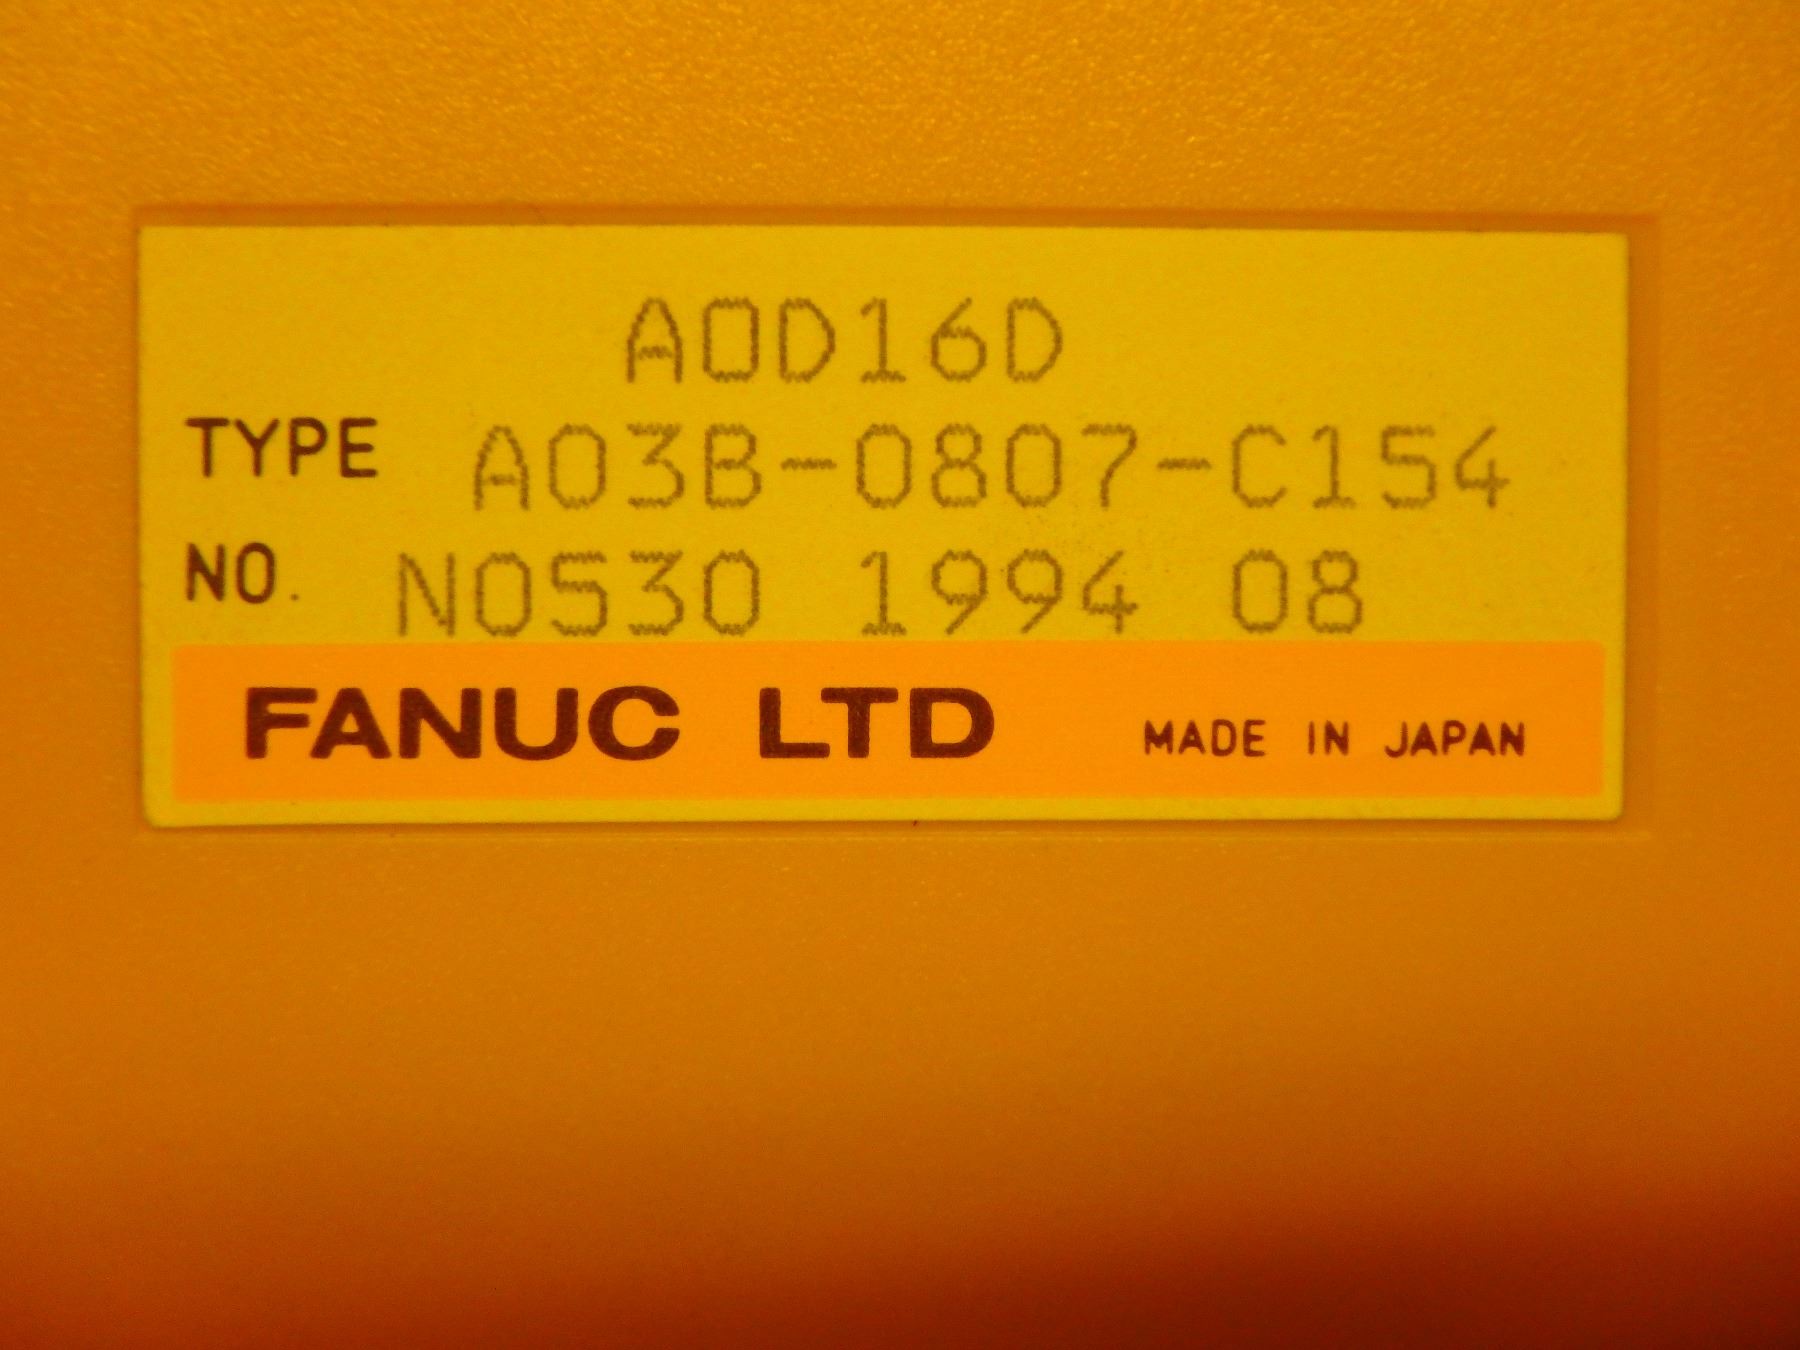 AOD16D
TYPE A03B-0807-C154
NO. N0530 1994 08
FANUC LTD MADE IN JAPAN